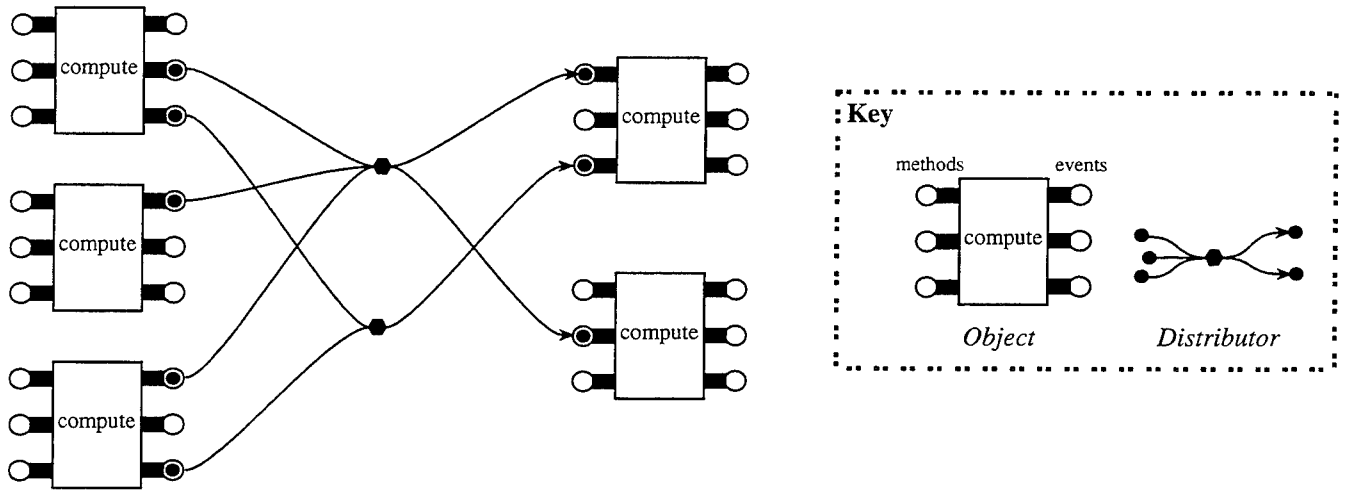 compute
compute
compute
compute
compute
Key
methods events
compute
Object Distributor